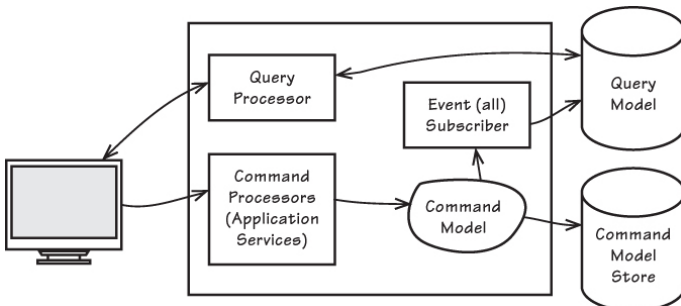 Query
Processor
Event (all)
Subscriber
Query
Model
Command
Processors
(Application
Services)
Command
Model
Command
Model
Store